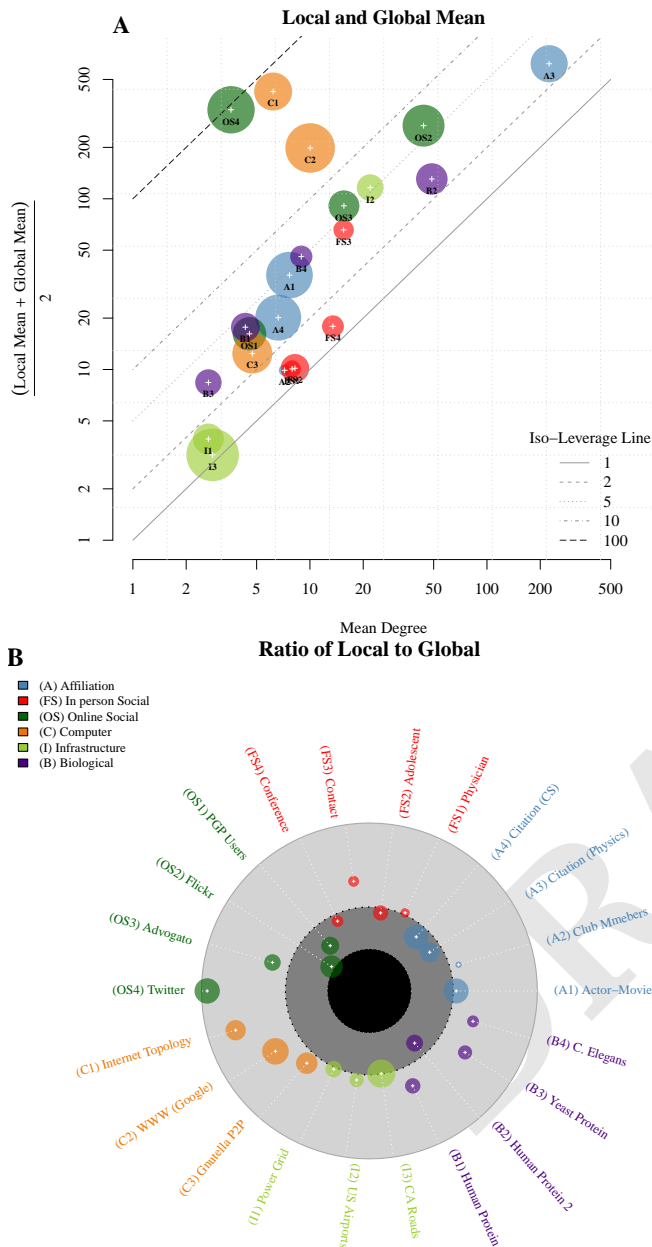 A
Local and Global Mean
(Local Mean + Global Mean)
2
500
200
100
50
20
10
5
2
1
A3
C1
OS4
OS2
C2
B2
I2
OS3
FS3
B4
A1
A4
FS4
B1
OS1
C3
A2
FS2
B3
I1
I3
Iso−Leverage Line
1
2
5
10
100
1 2 5 10 20 50 100 200 500
Mean Degree
B
Ratio of Local to Global
(A) Affiliation
(FS) In person Social
(OS) Online Social
(C) Computer
(I) Infrastructure
(B) Biological
(FS4) Conference
(FS3) Contact
(FS2) Adolescent
(FS1) Physician
(A4) Citation (CS)
(A3) Citation (Physics)
(A2) Club Mmebers
(A1) Actor−Movie
(OS1) PGP Users
(OS2) Flickr
(OS3) Advogato
(OS4) Twitter
(C1) Internet Topology
(C2) WWW (Google)
(C3) Gnutella P2P
(I1) Power Grid
(I2) US Airports
(I3) CA Roads
(B1) Human Protein
(B2) Human Protein 2
(B3) Yeast Protein
(B4) C. Elegans